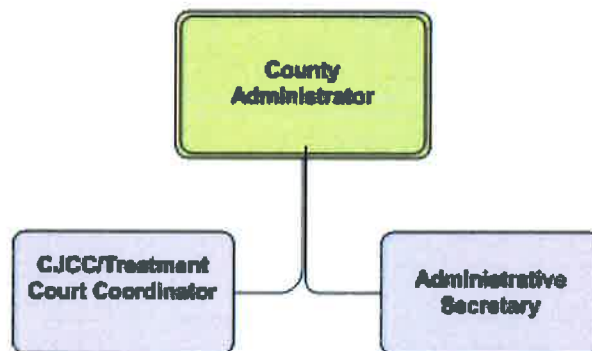 County
Administrator
CJCC/Treatment
Court Coordinator
Administrative
Secretary